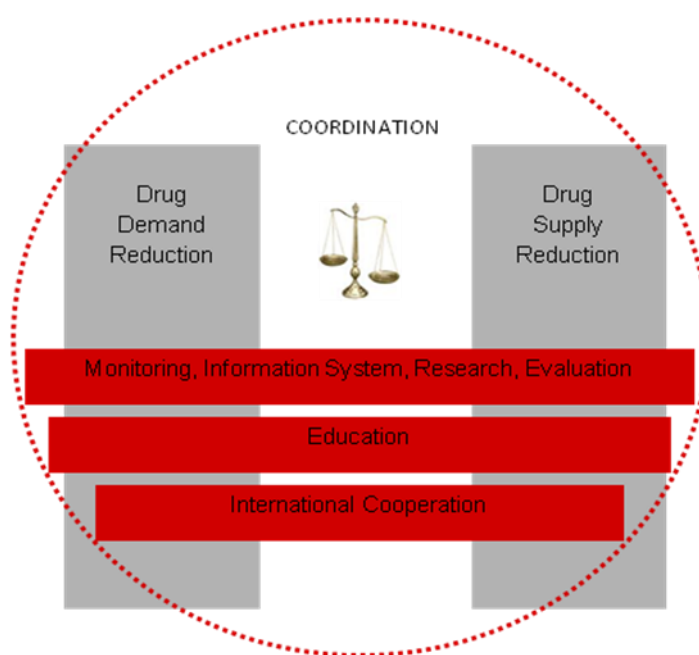 COORDINATION
Drug
Demand
Reduction
Drug
Supply
Reduction
Monitoring, Information System, Research, Evaluation
Education
International Cooperation